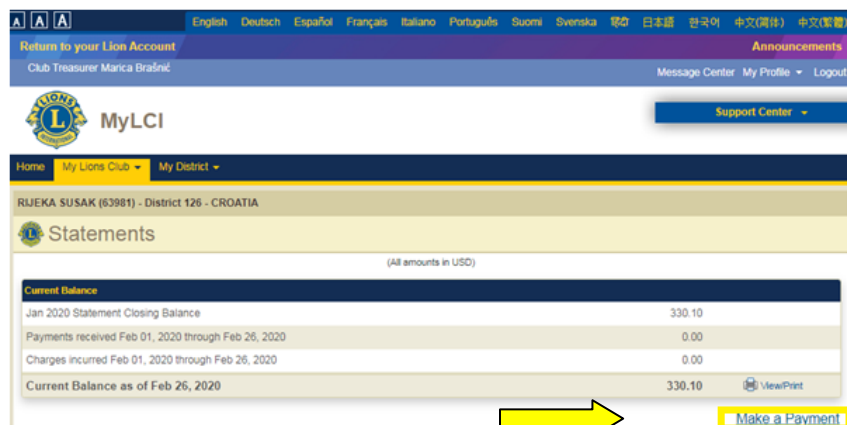 A A A English Deutsch Español Français Italiano Português Suomi Svenska हिंदी 日本語 한국어 中文(简体) 中文(繁體)
Return to your Lion Account Announcements
Club Treasurer Marica Brašnić Message Center My Profile Logout
LIONS
L
INTERNATIONAL
MyLCI
Support Center
Home My Lions Club My District
RIJEKA SUSAK (63981) - District 126 - CROATIA
Statements
(All amounts in USD)
Current Balance
Jan 2020 Statement Closing Balance 330.10
Payments received Feb 01, 2020 through Feb 26, 2020 0.00
Charges incurred Feb 01, 2020 through Feb 26, 2020 0.00
Current Balance as of Feb 26, 2020 330.10 View/Print
Make a Payment